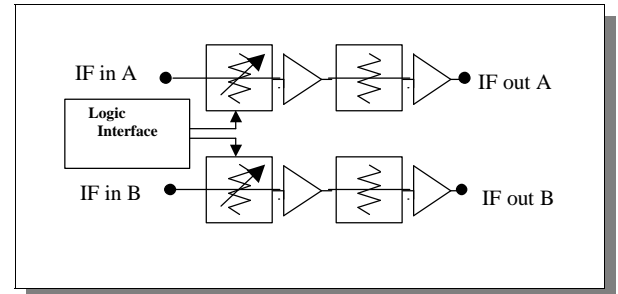 IF in A
IF out A
Logic
Interface
IF in B
IF out B